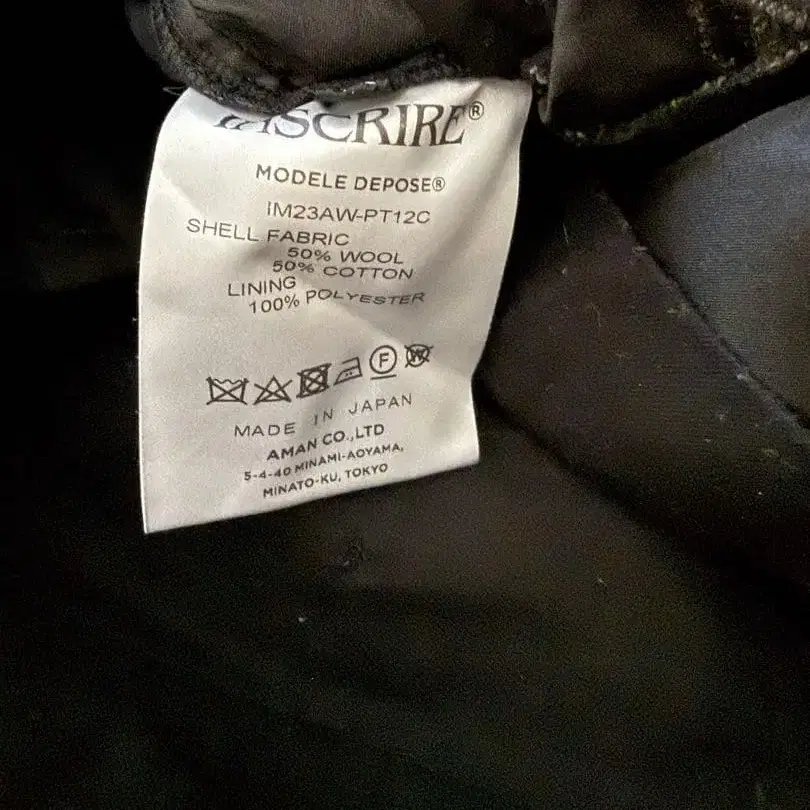 INSCRIRE®
MODELE DEPOSE®
IM23AW-PT12C
SHELL FABRIC
50% WOOL
50% COTTON
LINING
100% POLYESTER
F W
MADE IN JAPAN
AMAN CO.,LTD
5-4-40 MINAMI-AOYAMA,
MINATO-KU, TOKYO